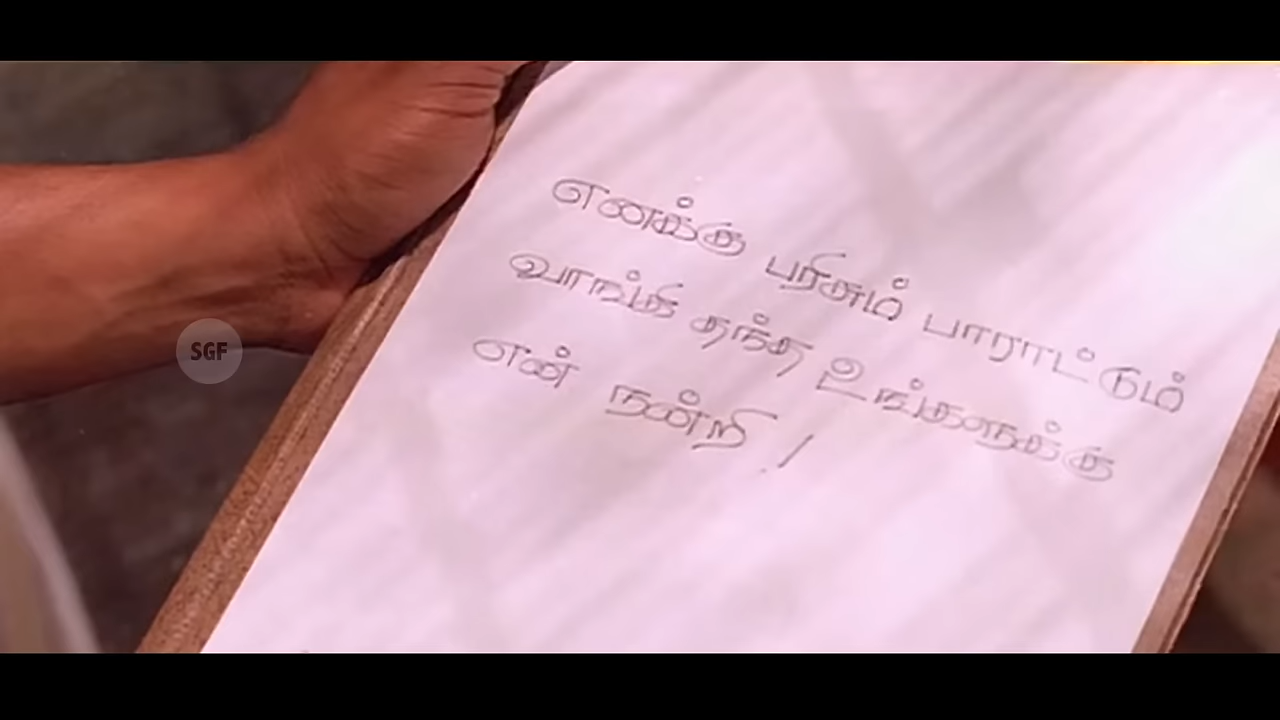 எனக்கு பரிசும் பாராட்டும்
வாங்கி தந்த உங்களுக்கு
என் நன்றி !
SGF